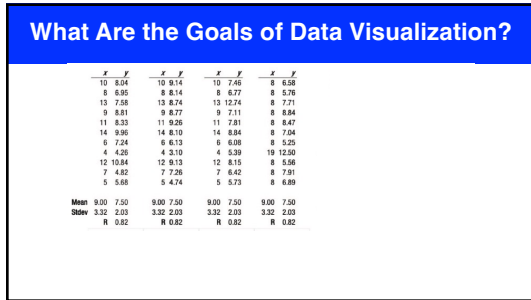 What Are the Goals of Data Visualization?
x y x y x y x y
10 8.04 10 9.14 10 7.46 8 6.58
8 6.95 8 8.14 8 6.77 8 5.76
13 7.58 13 8.74 13 12.74 8 7.71
9 8.81 9 8.77 9 7.11 8 8.84
11 8.33 11 9.26 11 7.81 8 8.47
14 9.96 14 8.10 14 8.84 8 7.04
6 7.24 6 6.13 6 6.08 8 5.25
4 4.26 4 3.10 4 5.39 19 12.50
12 10.84 12 9.13 12 8.15 8 5.56
7 4.82 7 7.26 7 6.42 8 7.91
5 5.68 5 4.74 5 5.73 8 6.89
Mean 9.00 7.50 9.00 7.50 9.00 7.50 9.00 7.50
Stdev 3.32 2.03 3.32 2.03 3.32 2.03 3.32 2.03
R 0.82 R 0.82 R 0.82 R 0.82